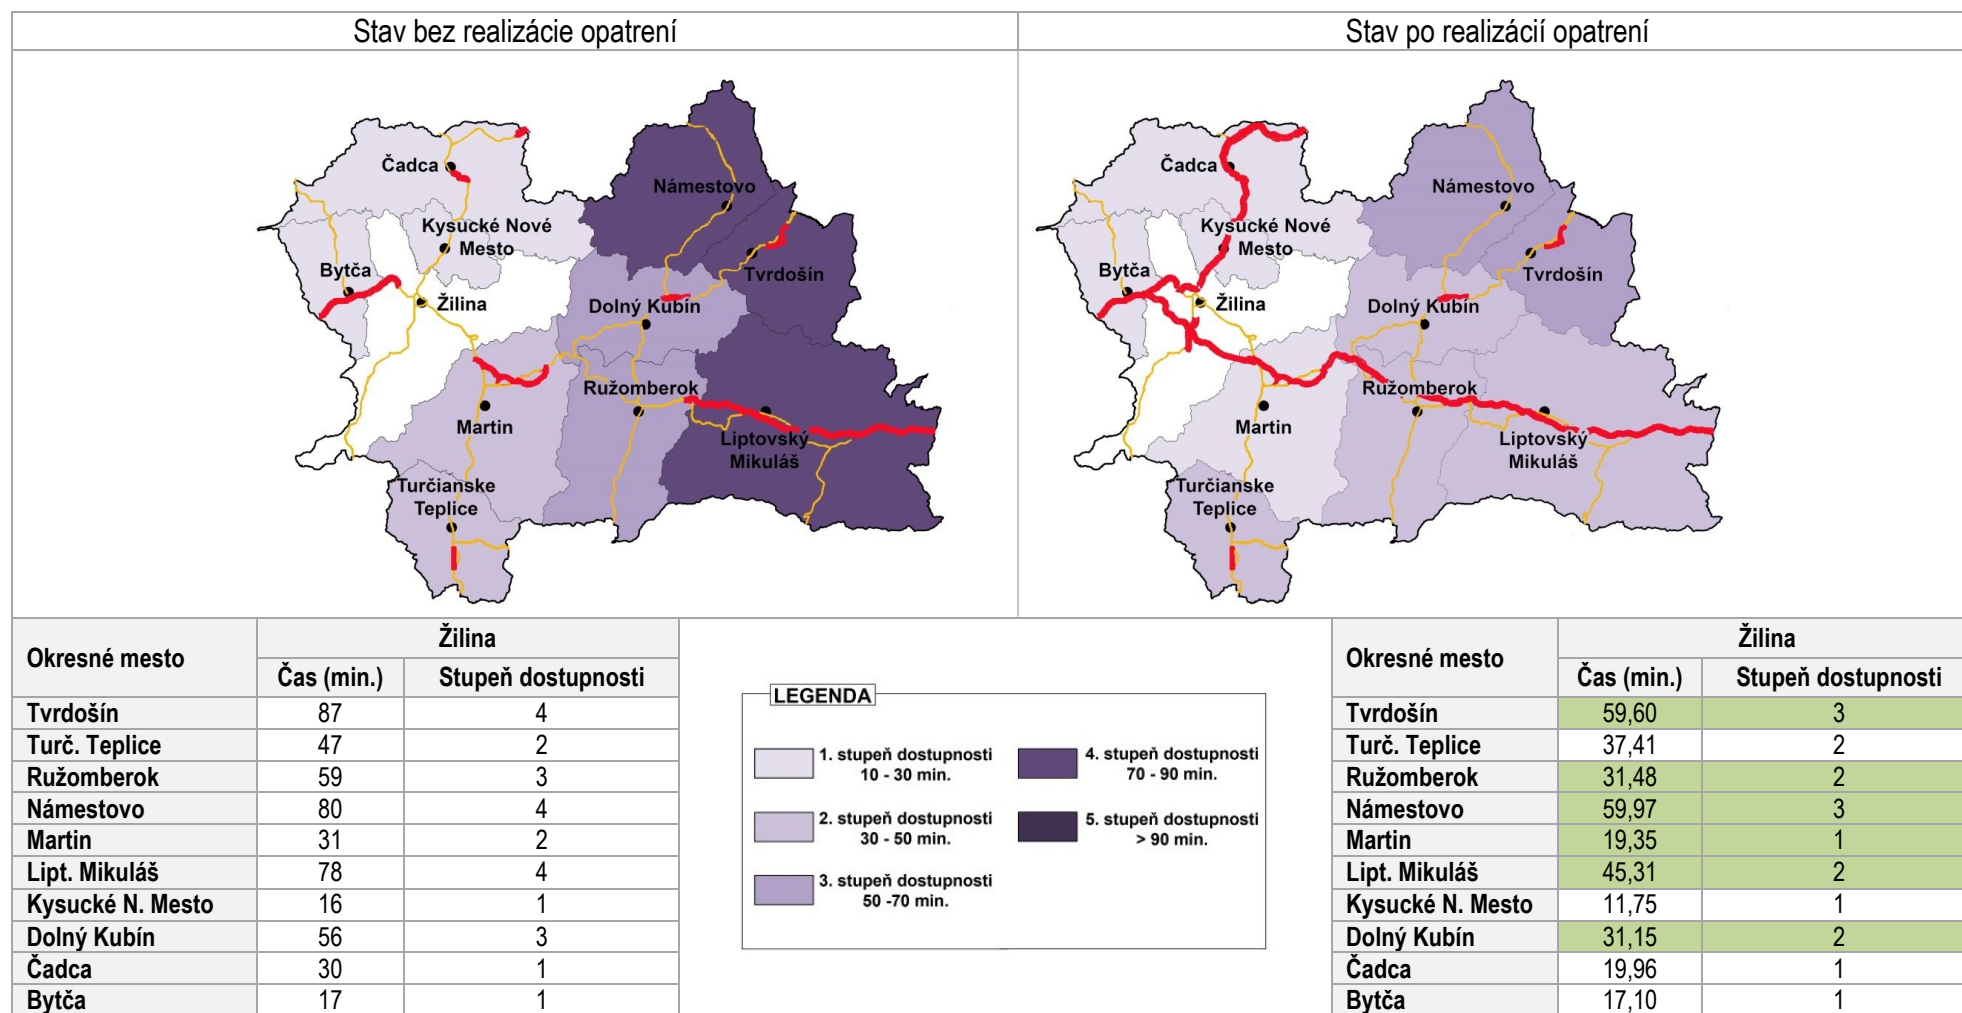 Stav bez realizácie opatrení
Stav po realizácií opatrení
Čadca
Námestovo
Kysucké Nové
Mesto
Bytča
Tvrdošín
Žilina
Dolný Kubín
Ružomberok
Martin
Liptovský
Mikuláš
Turčianske
Teplice
Čadca
Námestovo
Kysucké Nové
Mesto
Bytča
Tvrdošín
Žilina
Dolný Kubín
Ružomberok
Martin
Liptovský
Mikuláš
Turčianske
Teplice
Okresné mesto Žilina
Čas (min.) Stupeň dostupnosti
Tvrdošín 87 4
Turč. Teplice 47 2
Ružomberok 59 3
Námestovo 80 4
Martin 31 2
Lipt. Mikuláš 78 4
Kysucké N. Mesto 16 1
Dolný Kubín 56 3
Čadca 30 1
Bytča 17 1
LEGENDA
1. stupeň dostupnosti
10 - 30 min.
2. stupeň dostupnosti
30 - 50 min.
3. stupeň dostupnosti
50 -70 min.
4. stupeň dostupnosti
70 - 90 min.
5. stupeň dostupnosti
> 90 min.
Okresné mesto Žilina
Čas (min.) Stupeň dostupnosti
Tvrdošín 59,60 3
Turč. Teplice 37,41 2
Ružomberok 31,48 2
Námestovo 59,97 3
Martin 19,35 1
Lipt. Mikuláš 45,31 2
Kysucké N. Mesto 11,75 1
Dolný Kubín 31,15 2
Čadca 19,96 1
Bytča 17,10 1